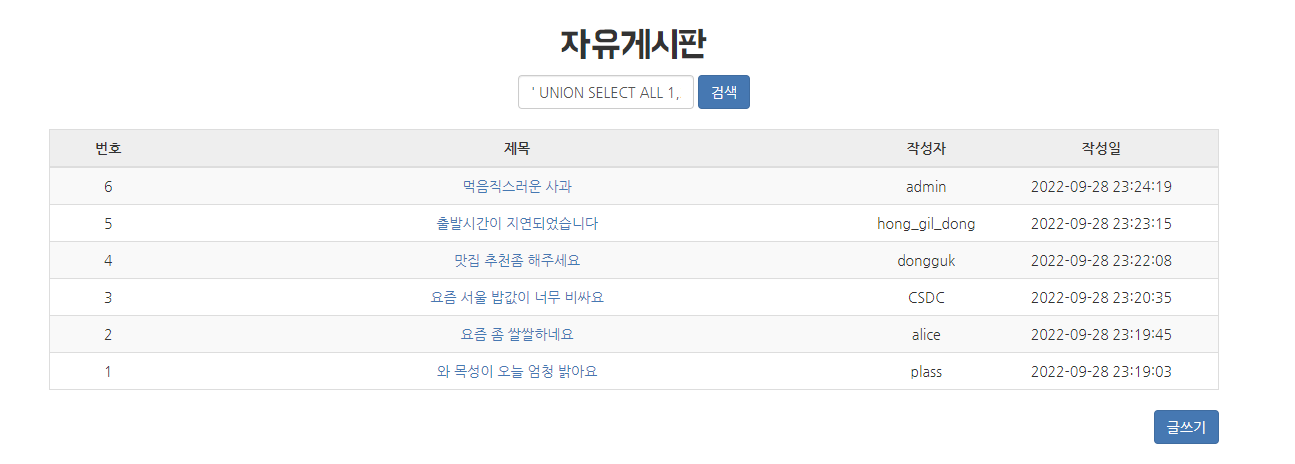 자유게시판
' UNION SELECT ALL 1, 검색
번호 제목 작성자 작성일
6 먹음직스러운 사과 admin 2022-09-28 23:24:19
5 출발시간이 지연되었습니다 hong_gil_dong 2022-09-28 23:23:15
4 맛집 추천좀 해주세요 dongguk 2022-09-28 23:22:08
3 요즘 서울 밥값이 너무 비싸요 CSDC 2022-09-28 23:20:35
2 요즘 좀 쌀쌀하네요 alice 2022-09-28 23:19:45
1 와 목성이 오늘 엄청 밝아요 plass 2022-09-28 23:19:03
글쓰기